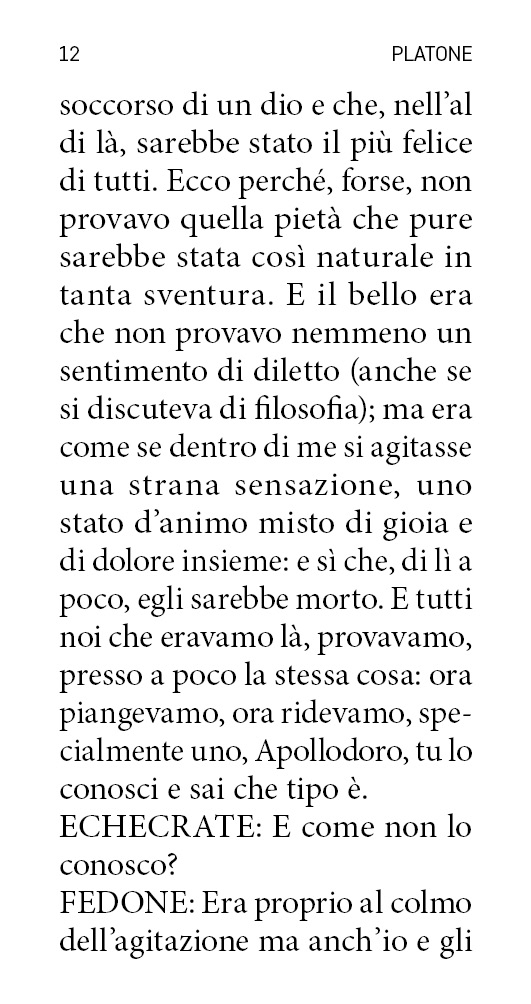 12 PLATONE
soccorso di un dio e che, nell’al
di là, sarebbe stato il più felice
di tutti. Ecco perché, forse, non
provavo quella pietà che pure
sarebbe stata così naturale in
tanta sventura. E il bello era
che non provavo nemmeno un
sentimento di diletto (anche se
si discuteva di filosofia); ma era
come se dentro di me si agitasse
una strana sensazione, uno
stato d’animo misto di gioia e
di dolore insieme: e sì che, di lì a
poco, egli sarebbe morto. E tutti
noi che eravamo là, provavamo,
presso a poco la stessa cosa: ora
piangevamo, ora ridevamo, spe-
cialmente uno, Apollodoro, tu lo
conosci e sai che tipo è.
ECHECRATE: E come non lo
conosco?
FEDONE: Era proprio al colmo
dell’agitazione ma anch’io e gli